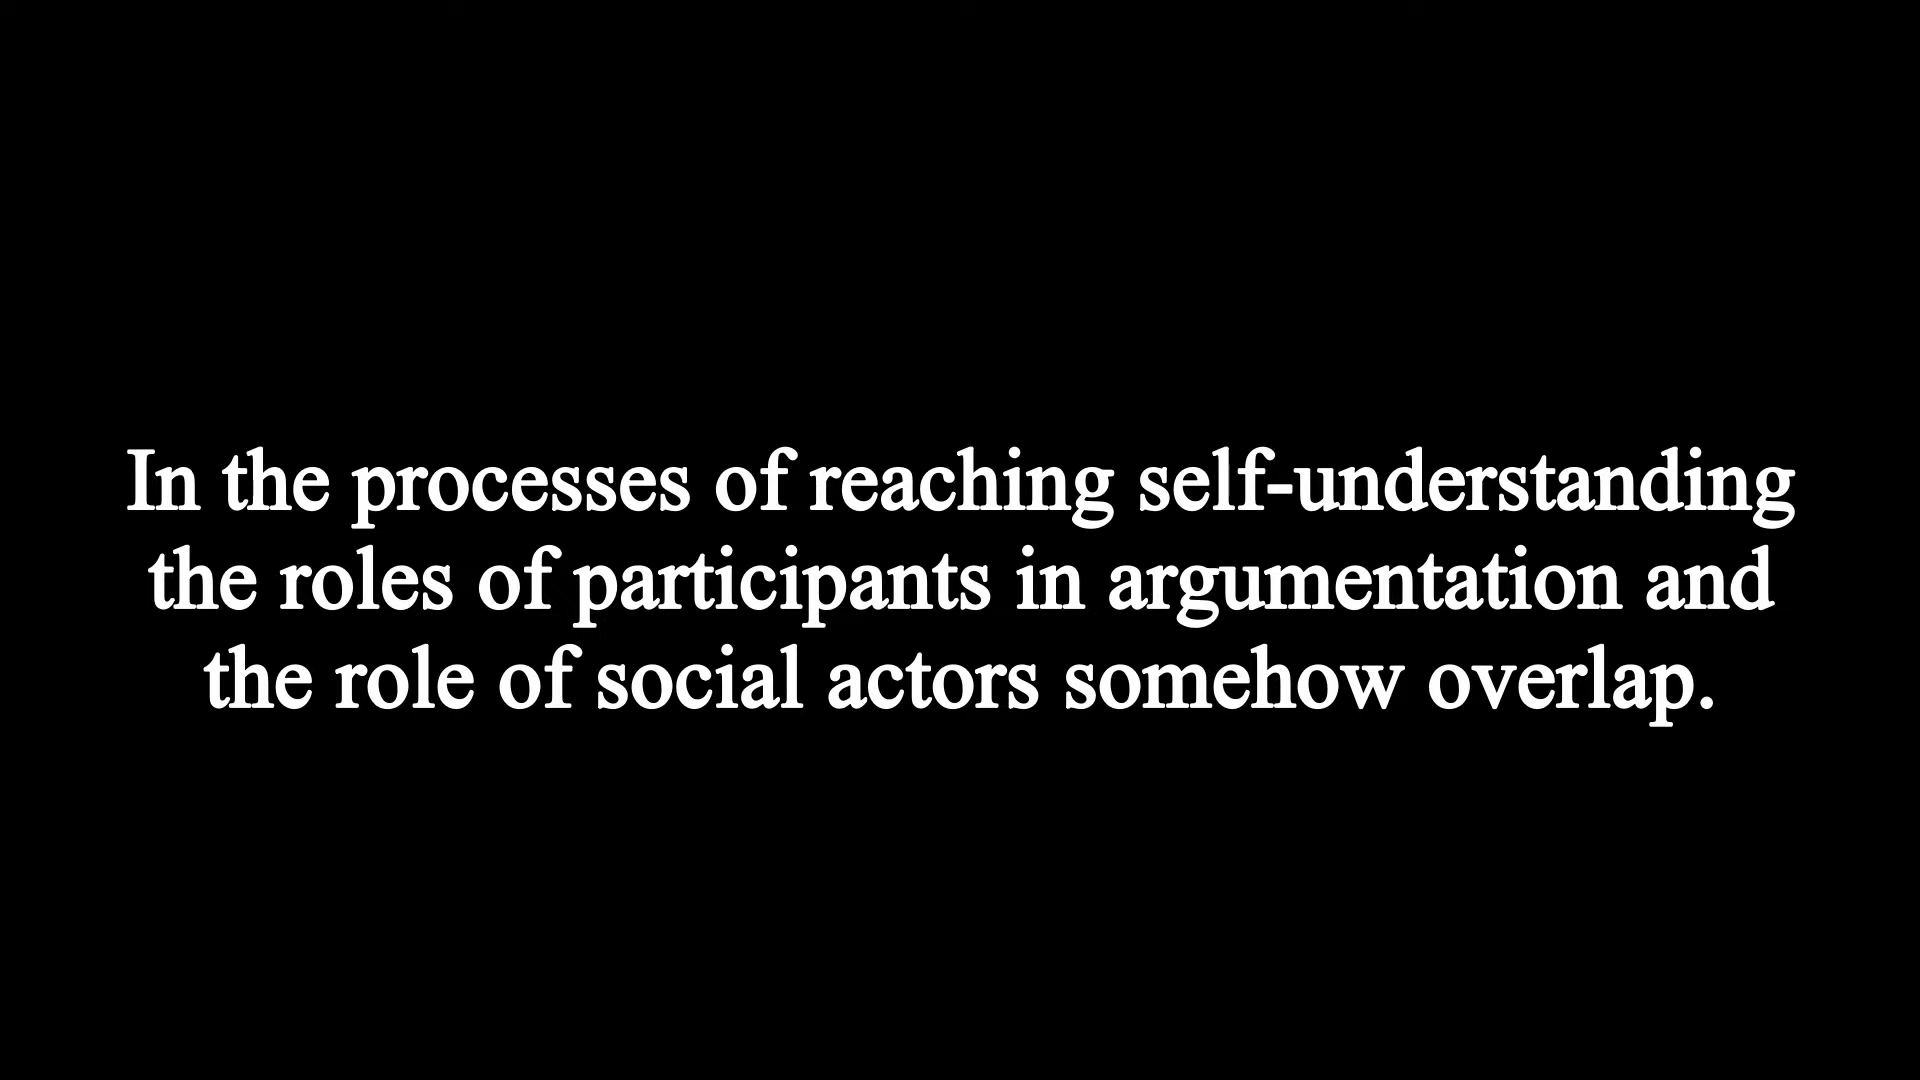 In the processes of reaching self-understanding
the roles of participants in argumentation and
the role of social actors somehow overlap.